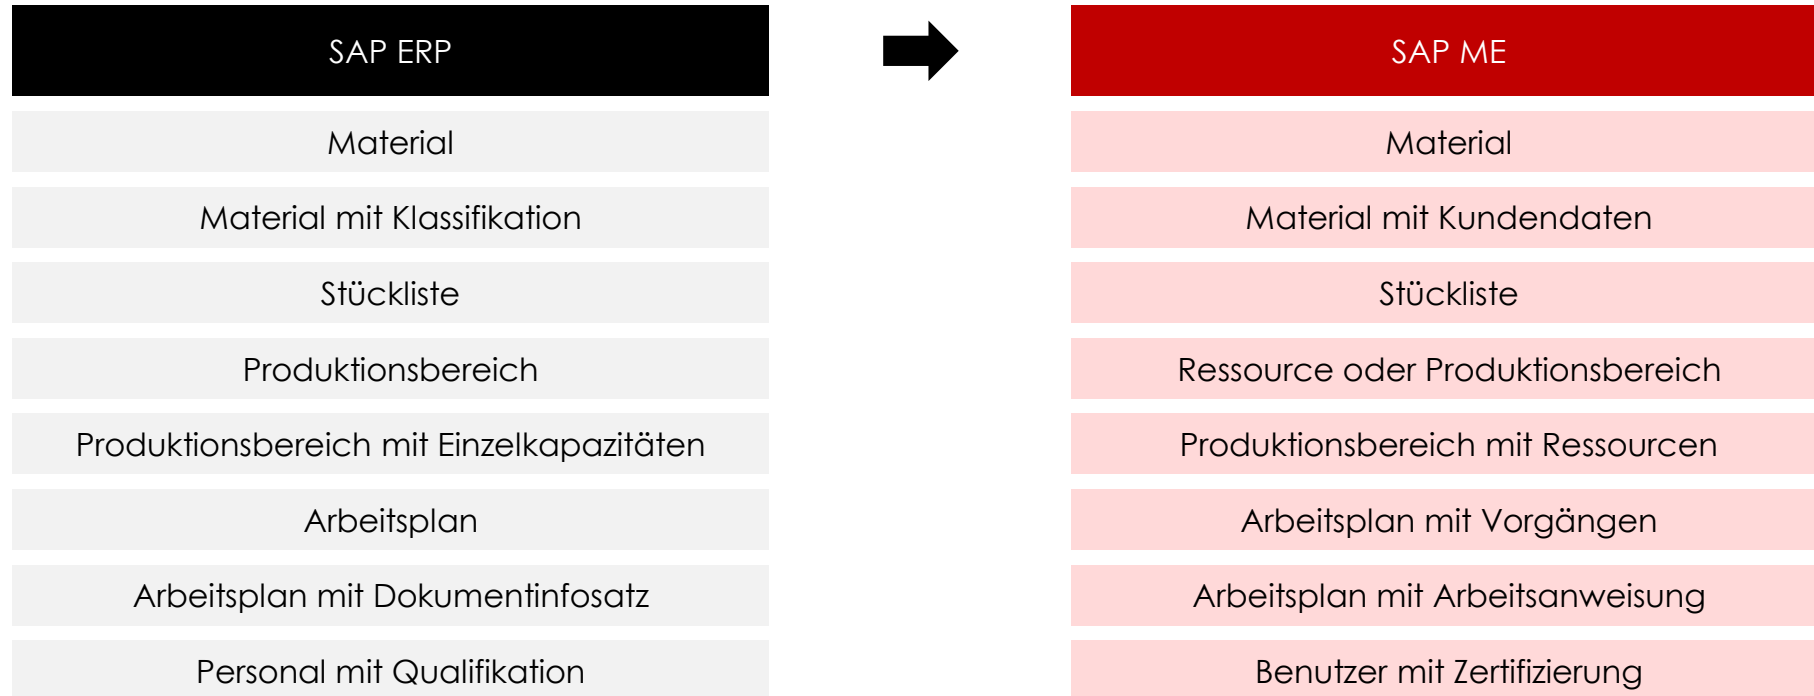 SAP ERP
SAP ME
Material
Material
Material mit Klassifikation
Material mit Kundendaten
Stückliste
Stückliste
Produktionsbereich
Ressource oder Produktionsbereich
Produktionsbereich mit Einzelkapazitäten
Produktionsbereich mit Ressourcen
Arbeitsplan
Arbeitsplan mit Vorgängen
Arbeitsplan mit Dokumentinfosatz
Arbeitsplan mit Arbeitsanweisung
Personal mit Qualifikation
Benutzer mit Zertifizierung